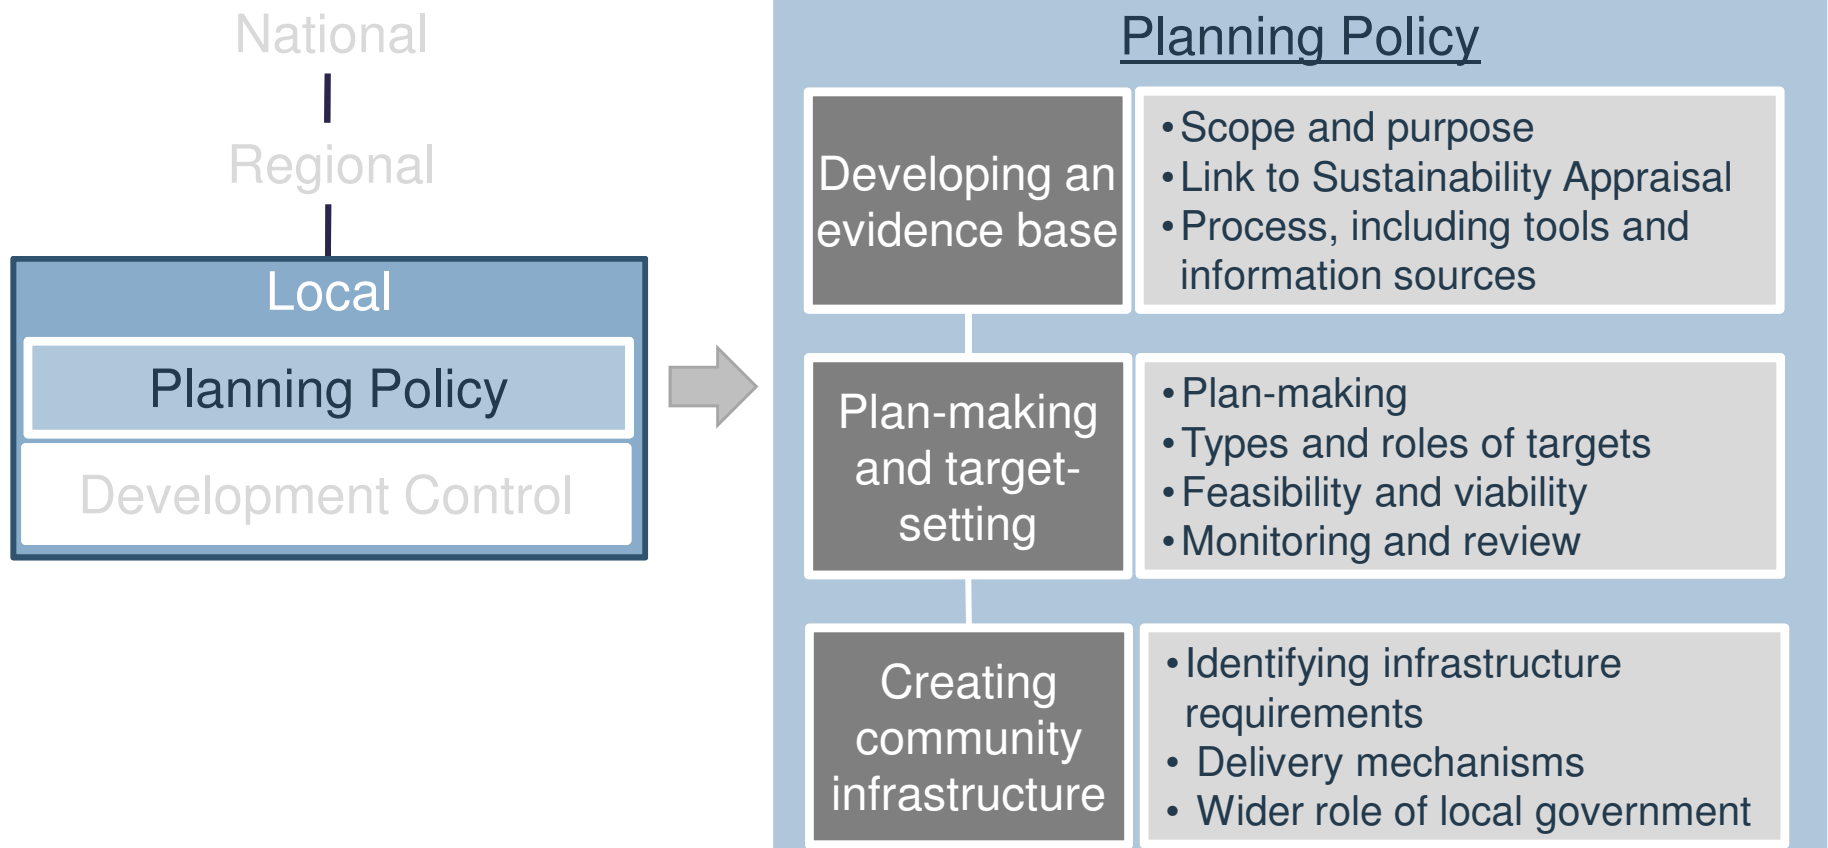 National
Regional
Local
Planning Policy
Development Control
Planning Policy
Developing an
evidence base
•Scope and purpose
•Link to Sustainability Appraisal
•Process, including tools and
information sources
Plan-making
and target-
setting
•Plan-making
•Types and roles of targets
•Feasibility and viability
•Monitoring and review
Creating
community
infrastructure
•Identifying infrastructure
requirements
• Delivery mechanisms
• Wider role of local government